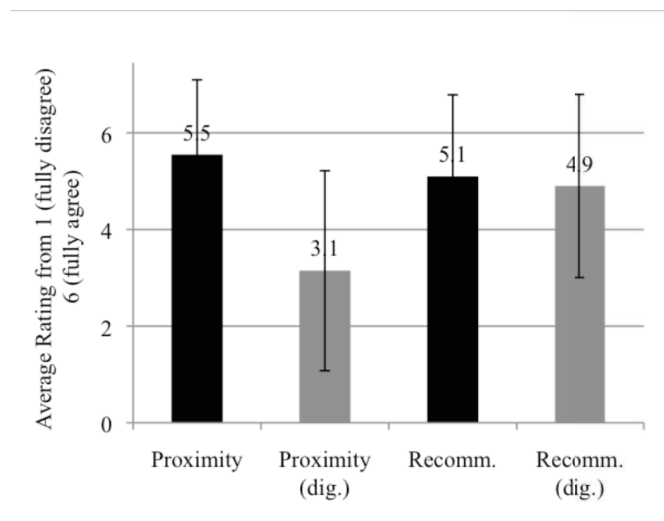 Average Rating from 1 (fully disagree)
6 (fully agree)
6
4
2
0
5.5
3.1
5.1
4.9
Proximity
Proximity
(dig.)
Recomm.
Recomm.
(dig.)